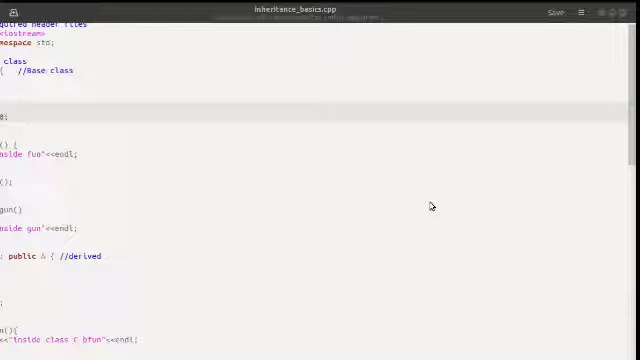 inheritance_basics.cpp
Save
quired header files
<iostream>
mespace std;
class
{ //Base class
0;
() {
nside fun"<<endl;
();
gun()
nside gun"<<endl;
: public A { //derived
;
n(){
<<"inside class C bfun"<<endl;